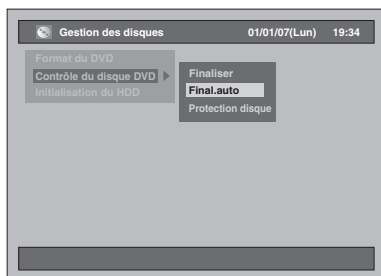 Gestion des disques 01/01/07(Lun) 19:34
Format du DVD
Contrôle du disque DVD
Initialisation du HDD
Finaliser
Final.auto
Protection disque